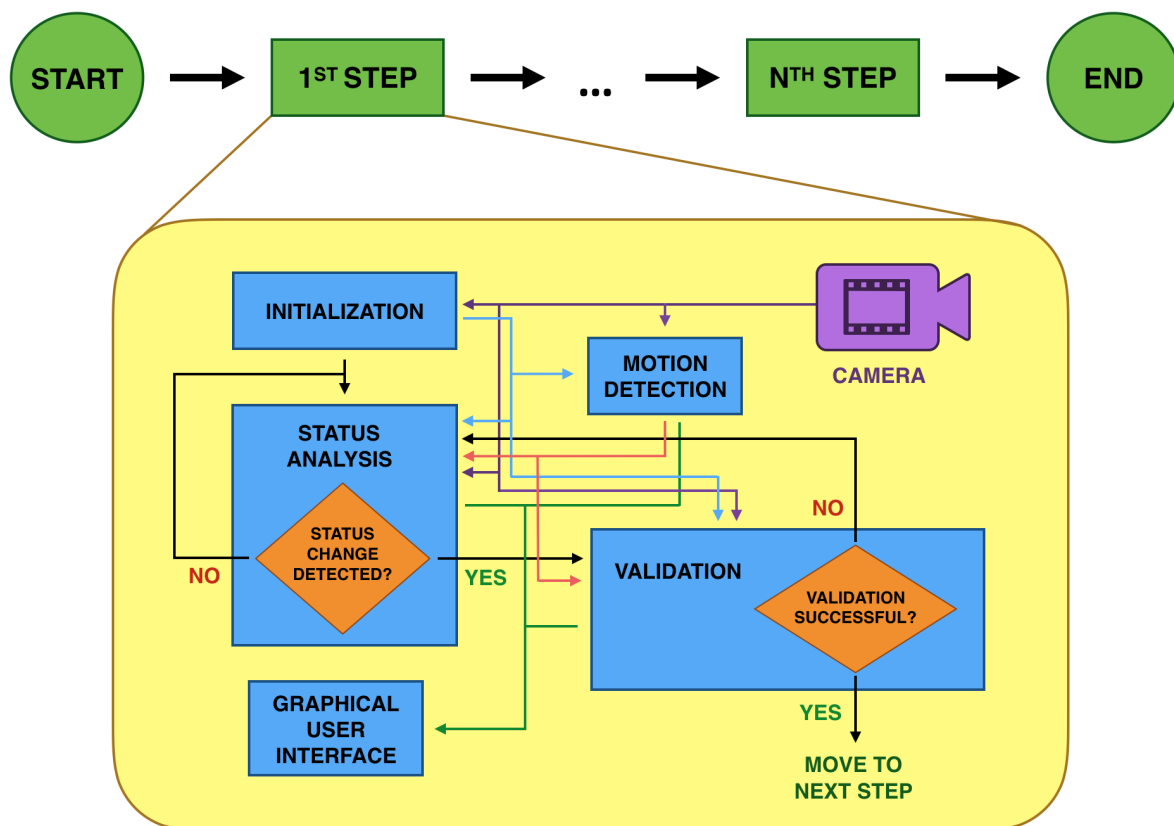 START
1ST STEP
...
NTH STEP
END
INITIALIZATION
MOTION
DETECTION
CAMERA
STATUS
ANALYSIS
STATUS
CHANGE
DETECTED?
NO
YES
VALIDATION
NO
VALIDATION
SUCCESSFUL?
YES
GRAPHICAL
USER
INTERFACE
MOVE TO
NEXT STEP